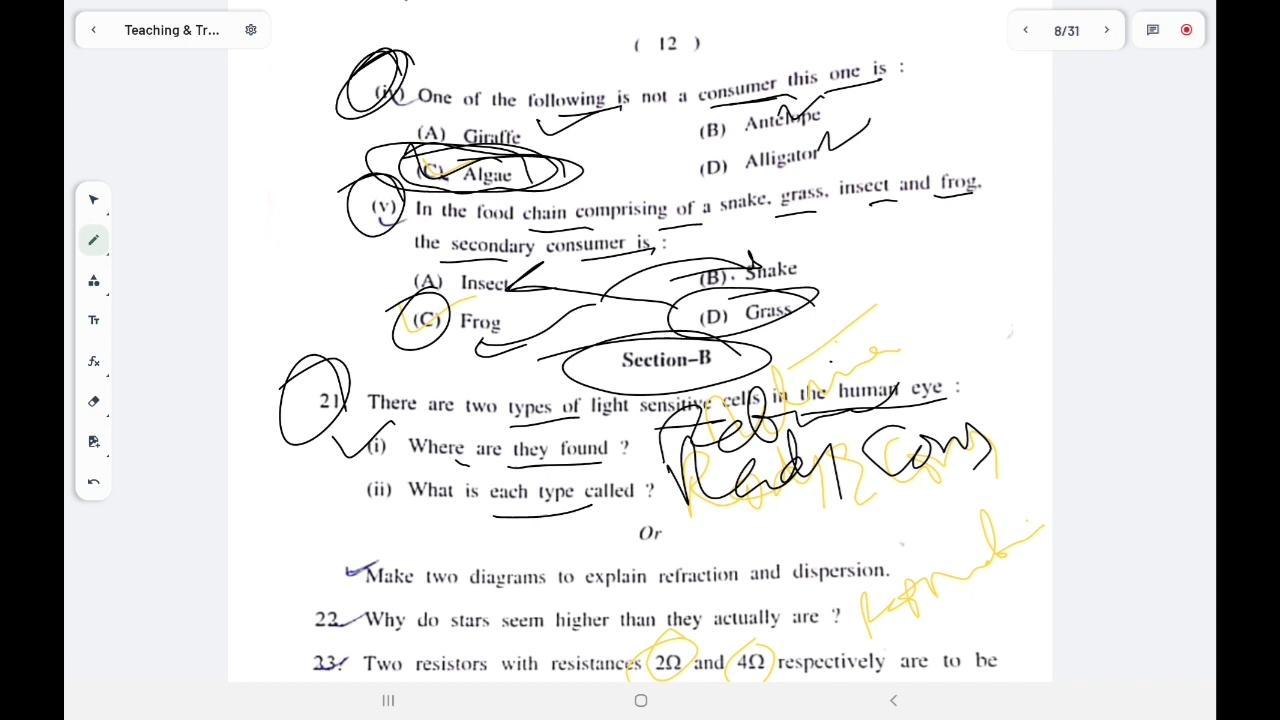 Teaching & Tr...
8/31
( 12 )
(iv) One of the following is not a consumer this one is :
(A) Giraffe
(B) Antelope
(C) Algae
(D) Alligator
(v) In the food chain comprising of a snake, grass, insect and frog,
the secondary consumer is :
(A) Insect
(B) Snake
(C) Frog
(D) Grass
Section–B
21. There are two types of light sensitive cells in the human eye :
(i) Where are they found ?
(ii) What is each type called ?
Or
Make two diagrams to explain refraction and dispersion.
22. Why do stars seem higher than they actually are ?
23. Two resistors with resistances 2Ω and 4Ω respectively are to be